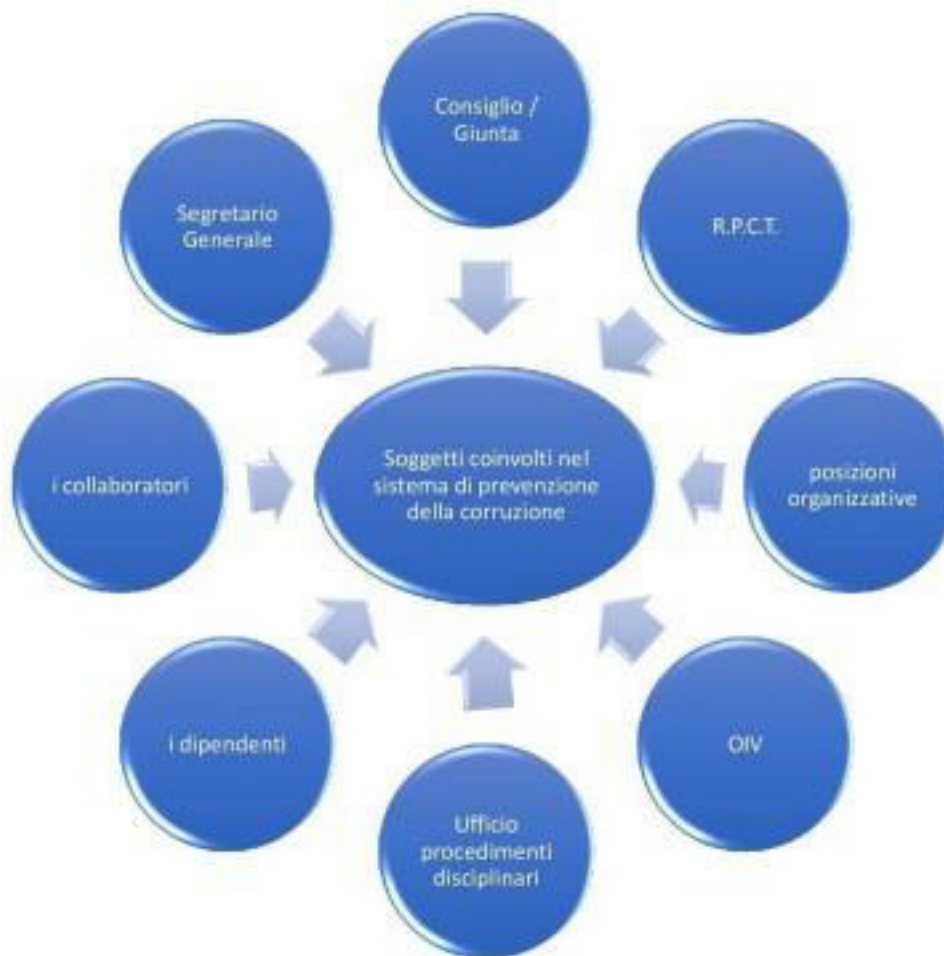 Consiglio /
Giunta
R.P.C.T.
posizioni
organizzative
OIV
Ufficio
procedimenti
disciplinari
i dipendenti
i collaboratori
Segretario
Generale
Soggetti coinvolti nel
sistema di prevenzione
della corruzione